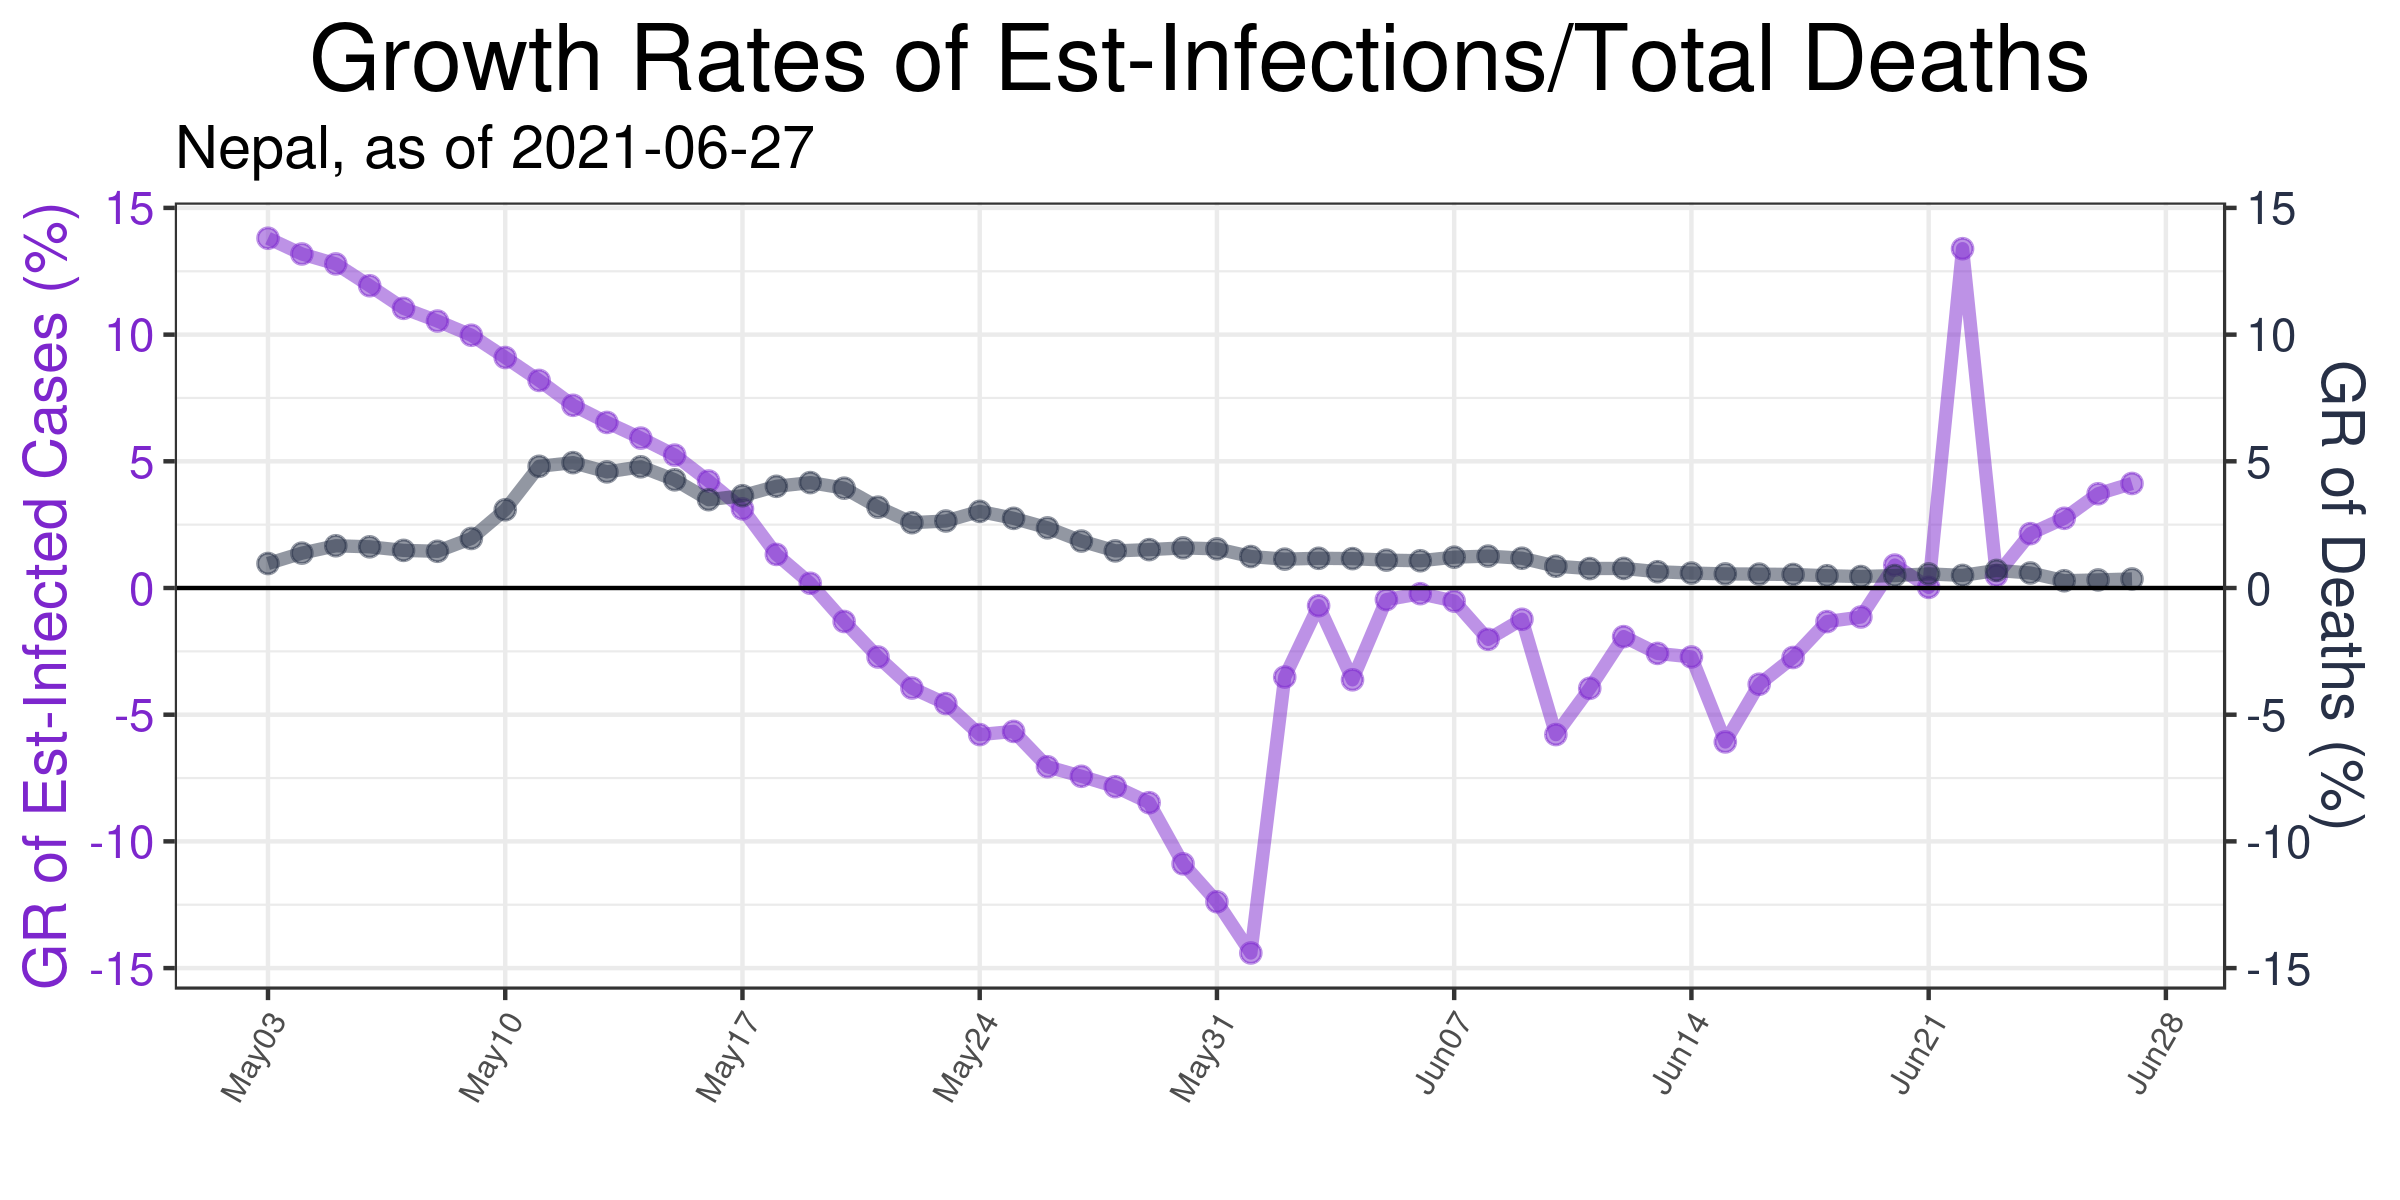 Growth Rates of Est-Infections/Total Deaths
Nepal, as of 2021-06-27
GR of Est-Infected Cases (%)
15
10
5
0
-5
-10
-15
15
10
5
0
-5
-10
-15
GR of Deaths (%)
May03
May10
May17
May24
May31
Jun07
Jun14
Jun21
Jun28